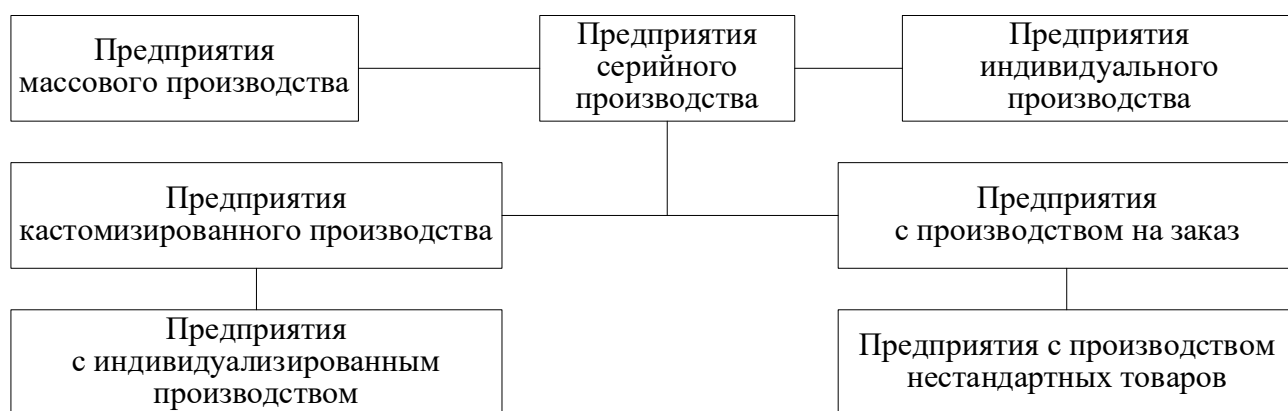 Предприятия
массового производства
Предприятия
серийного
производства
Предприятия
индивидуального
производства
Предприятия
кастомизированного производства
Предприятия
с производством на заказ
Предприятия
с индивидуализированным
производством
Предприятия с производством
нестандартных товаров